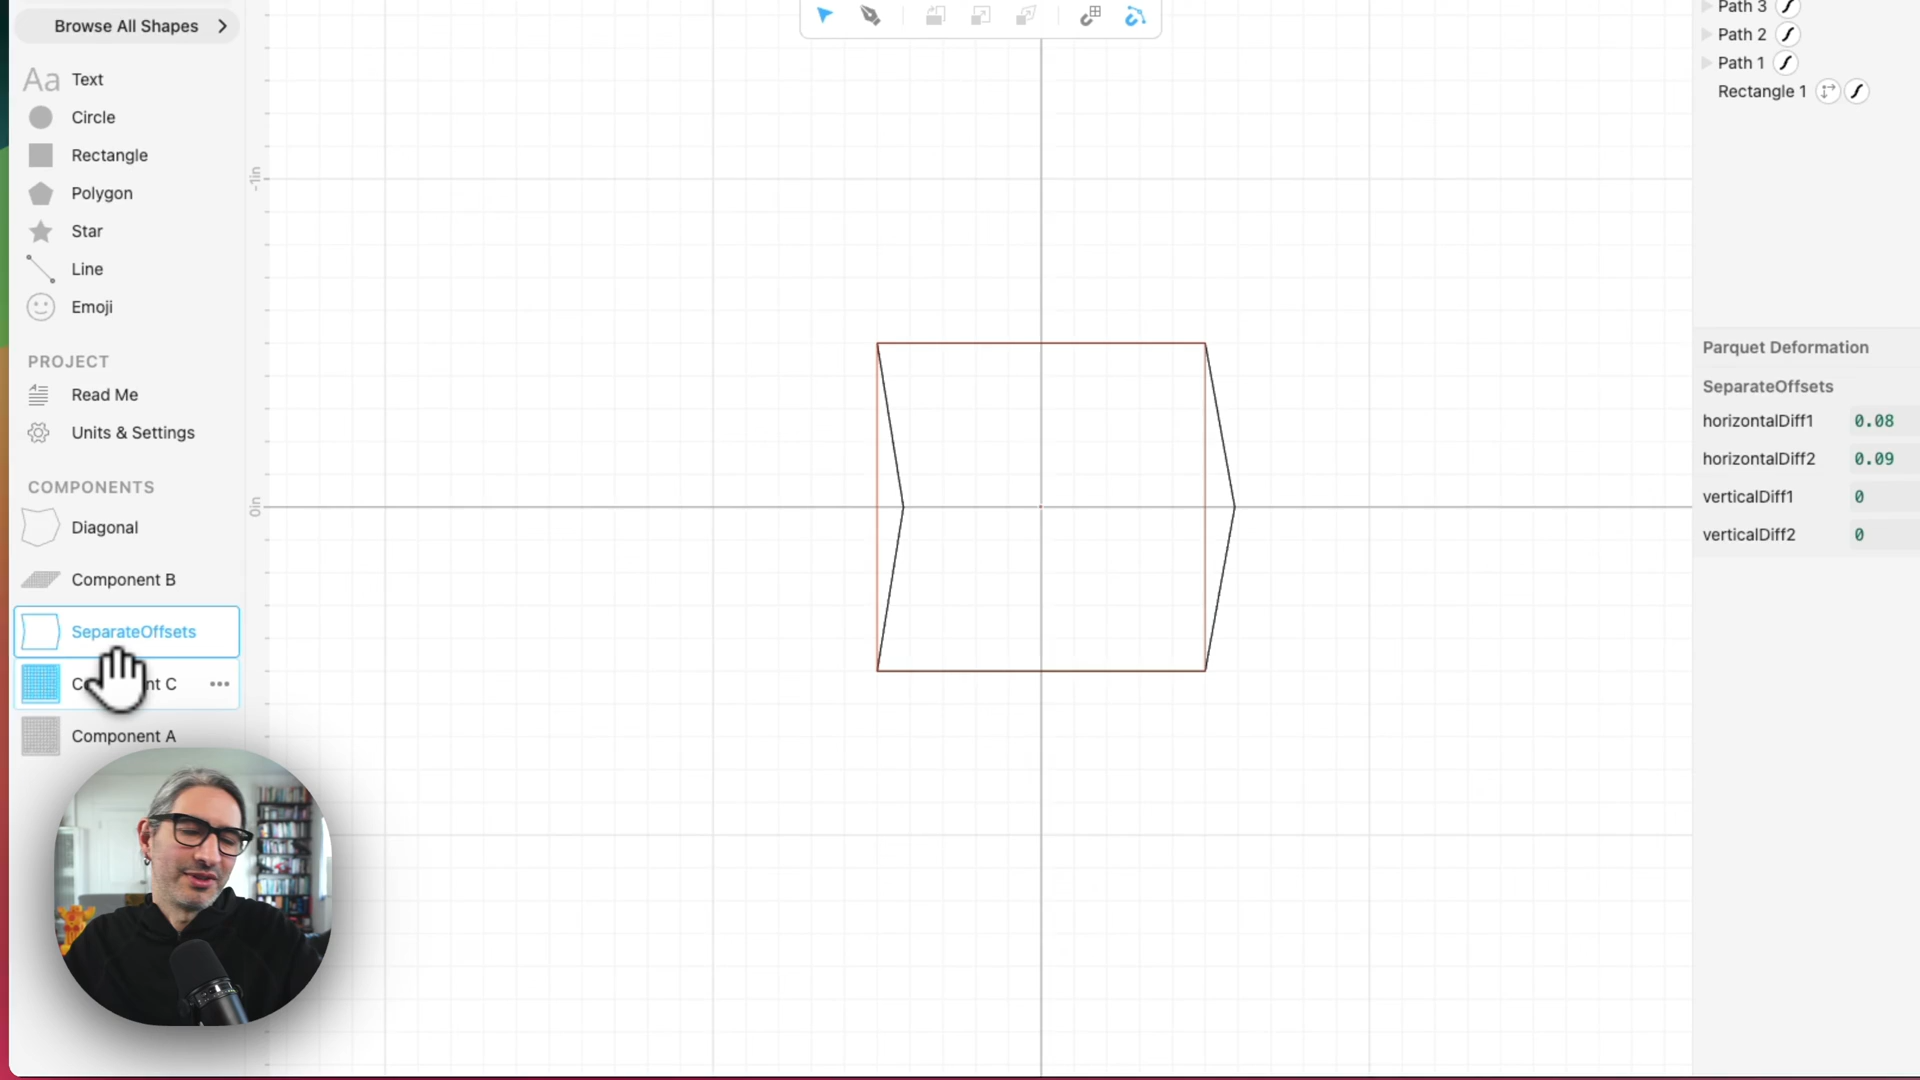 Browse All Shapes
Aa Text
Circle
Rectangle
Polygon
Star
Line
Emoji
PROJECT
Read Me
Units & Settings
COMPONENTS
Diagonal
Component B
SeparateOffsets
Component A
-1in
0in
Path 3
Path 2
Path 1
Rectangle 1
Parquet Deformation
SeparateOffsets
horizontalDiff1 0.08
horizontalDiff2 0.09
verticalDiff1 0
verticalDiff2 0